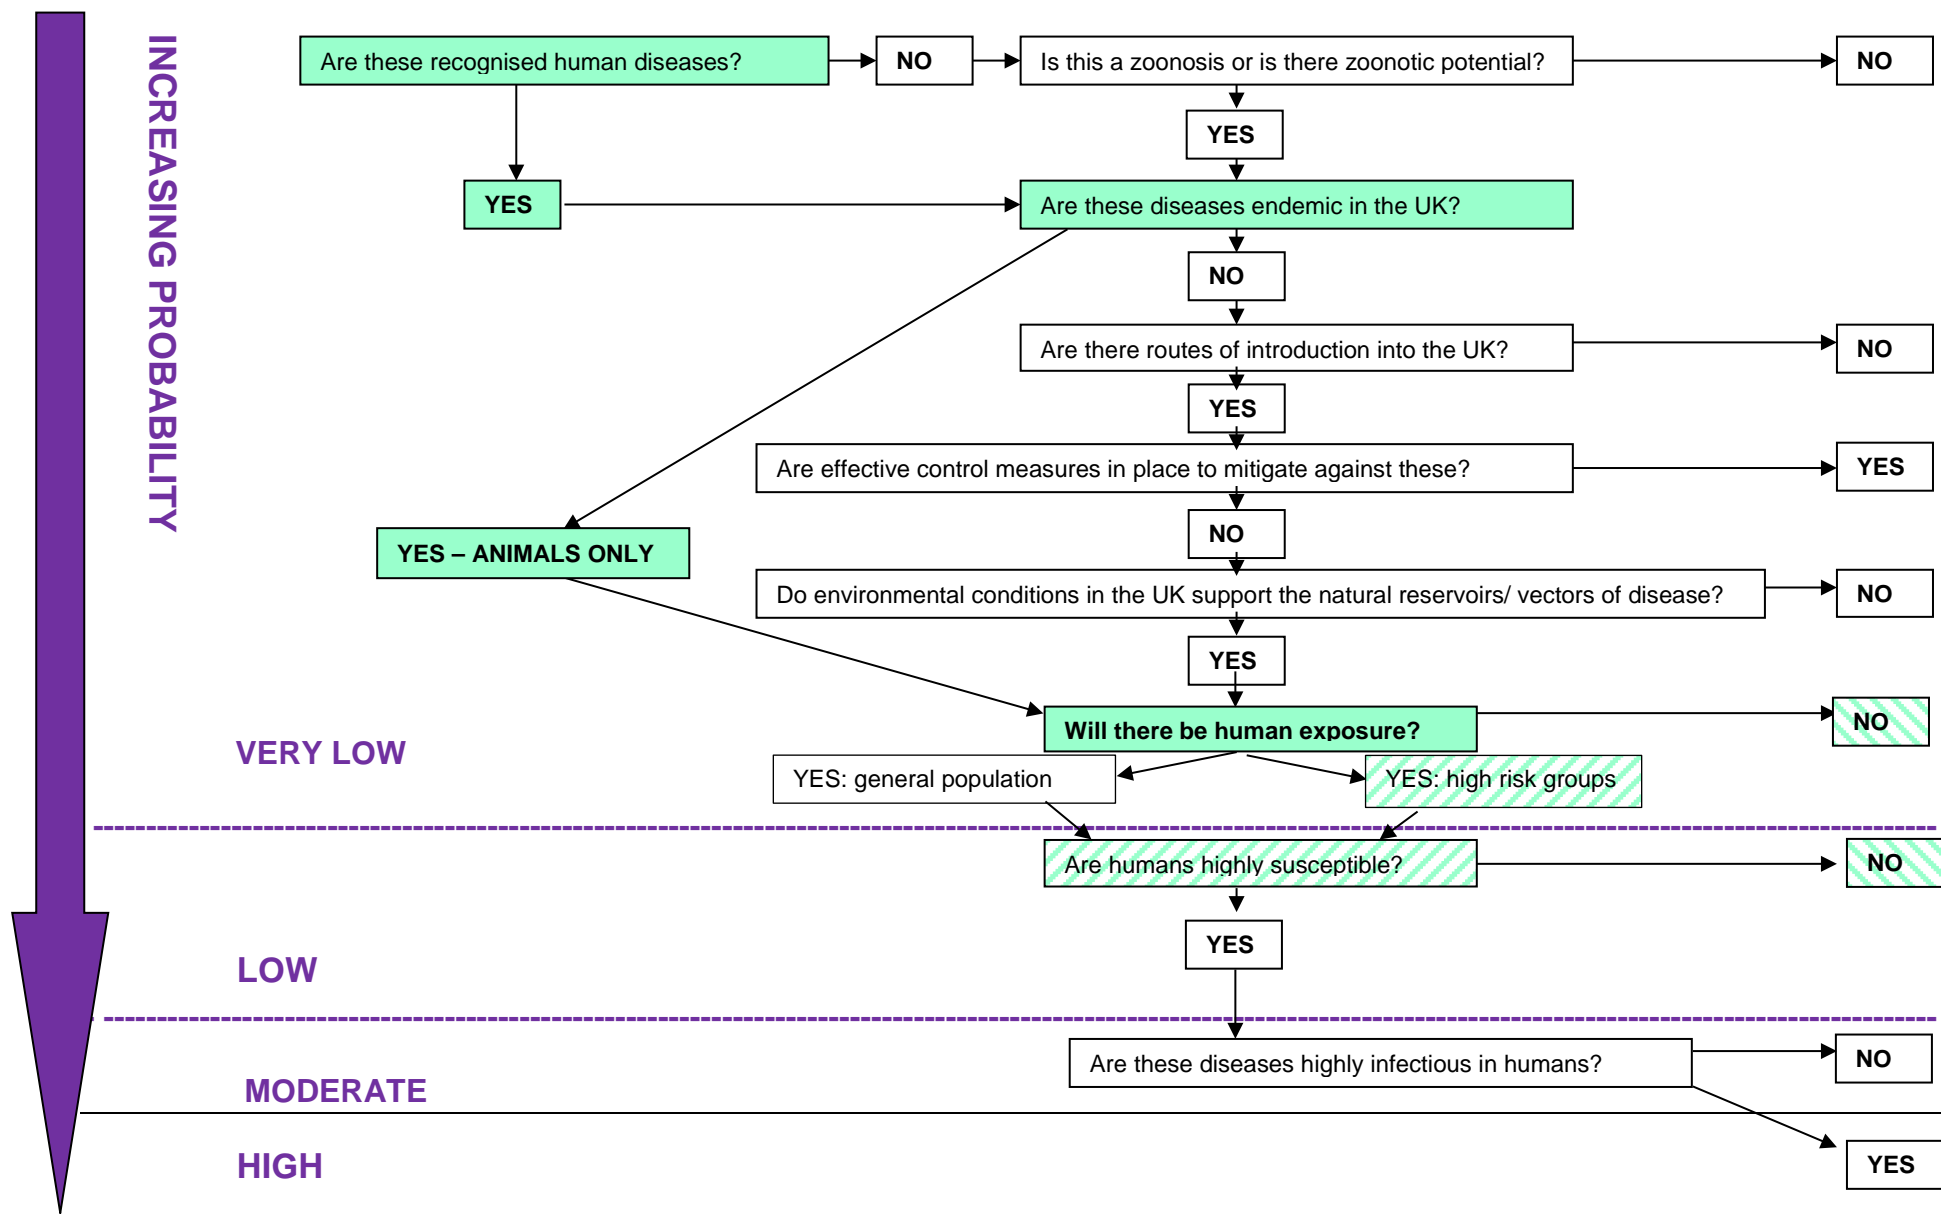 INCREASING PROBABILITY
Are these recognised human diseases?
NO
Is this a zoonosis or is there zoonotic potential?
NO
YES
YES
Are these diseases endemic in the UK?
NO
Are there routes of introduction into the UK?
NO
YES
Are effective control measures in place to mitigate against these?
YES
NO
YES – ANIMALS ONLY
Do environmental conditions in the UK support the natural reservoirs/ vectors of disease?
NO
YES
Will there be human exposure?
NO
VERY LOW
YES: general population
YES: high risk groups
Are humans highly susceptible?
NO
YES
LOW
Are these diseases highly infectious in humans?
NO
MODERATE
HIGH
YES